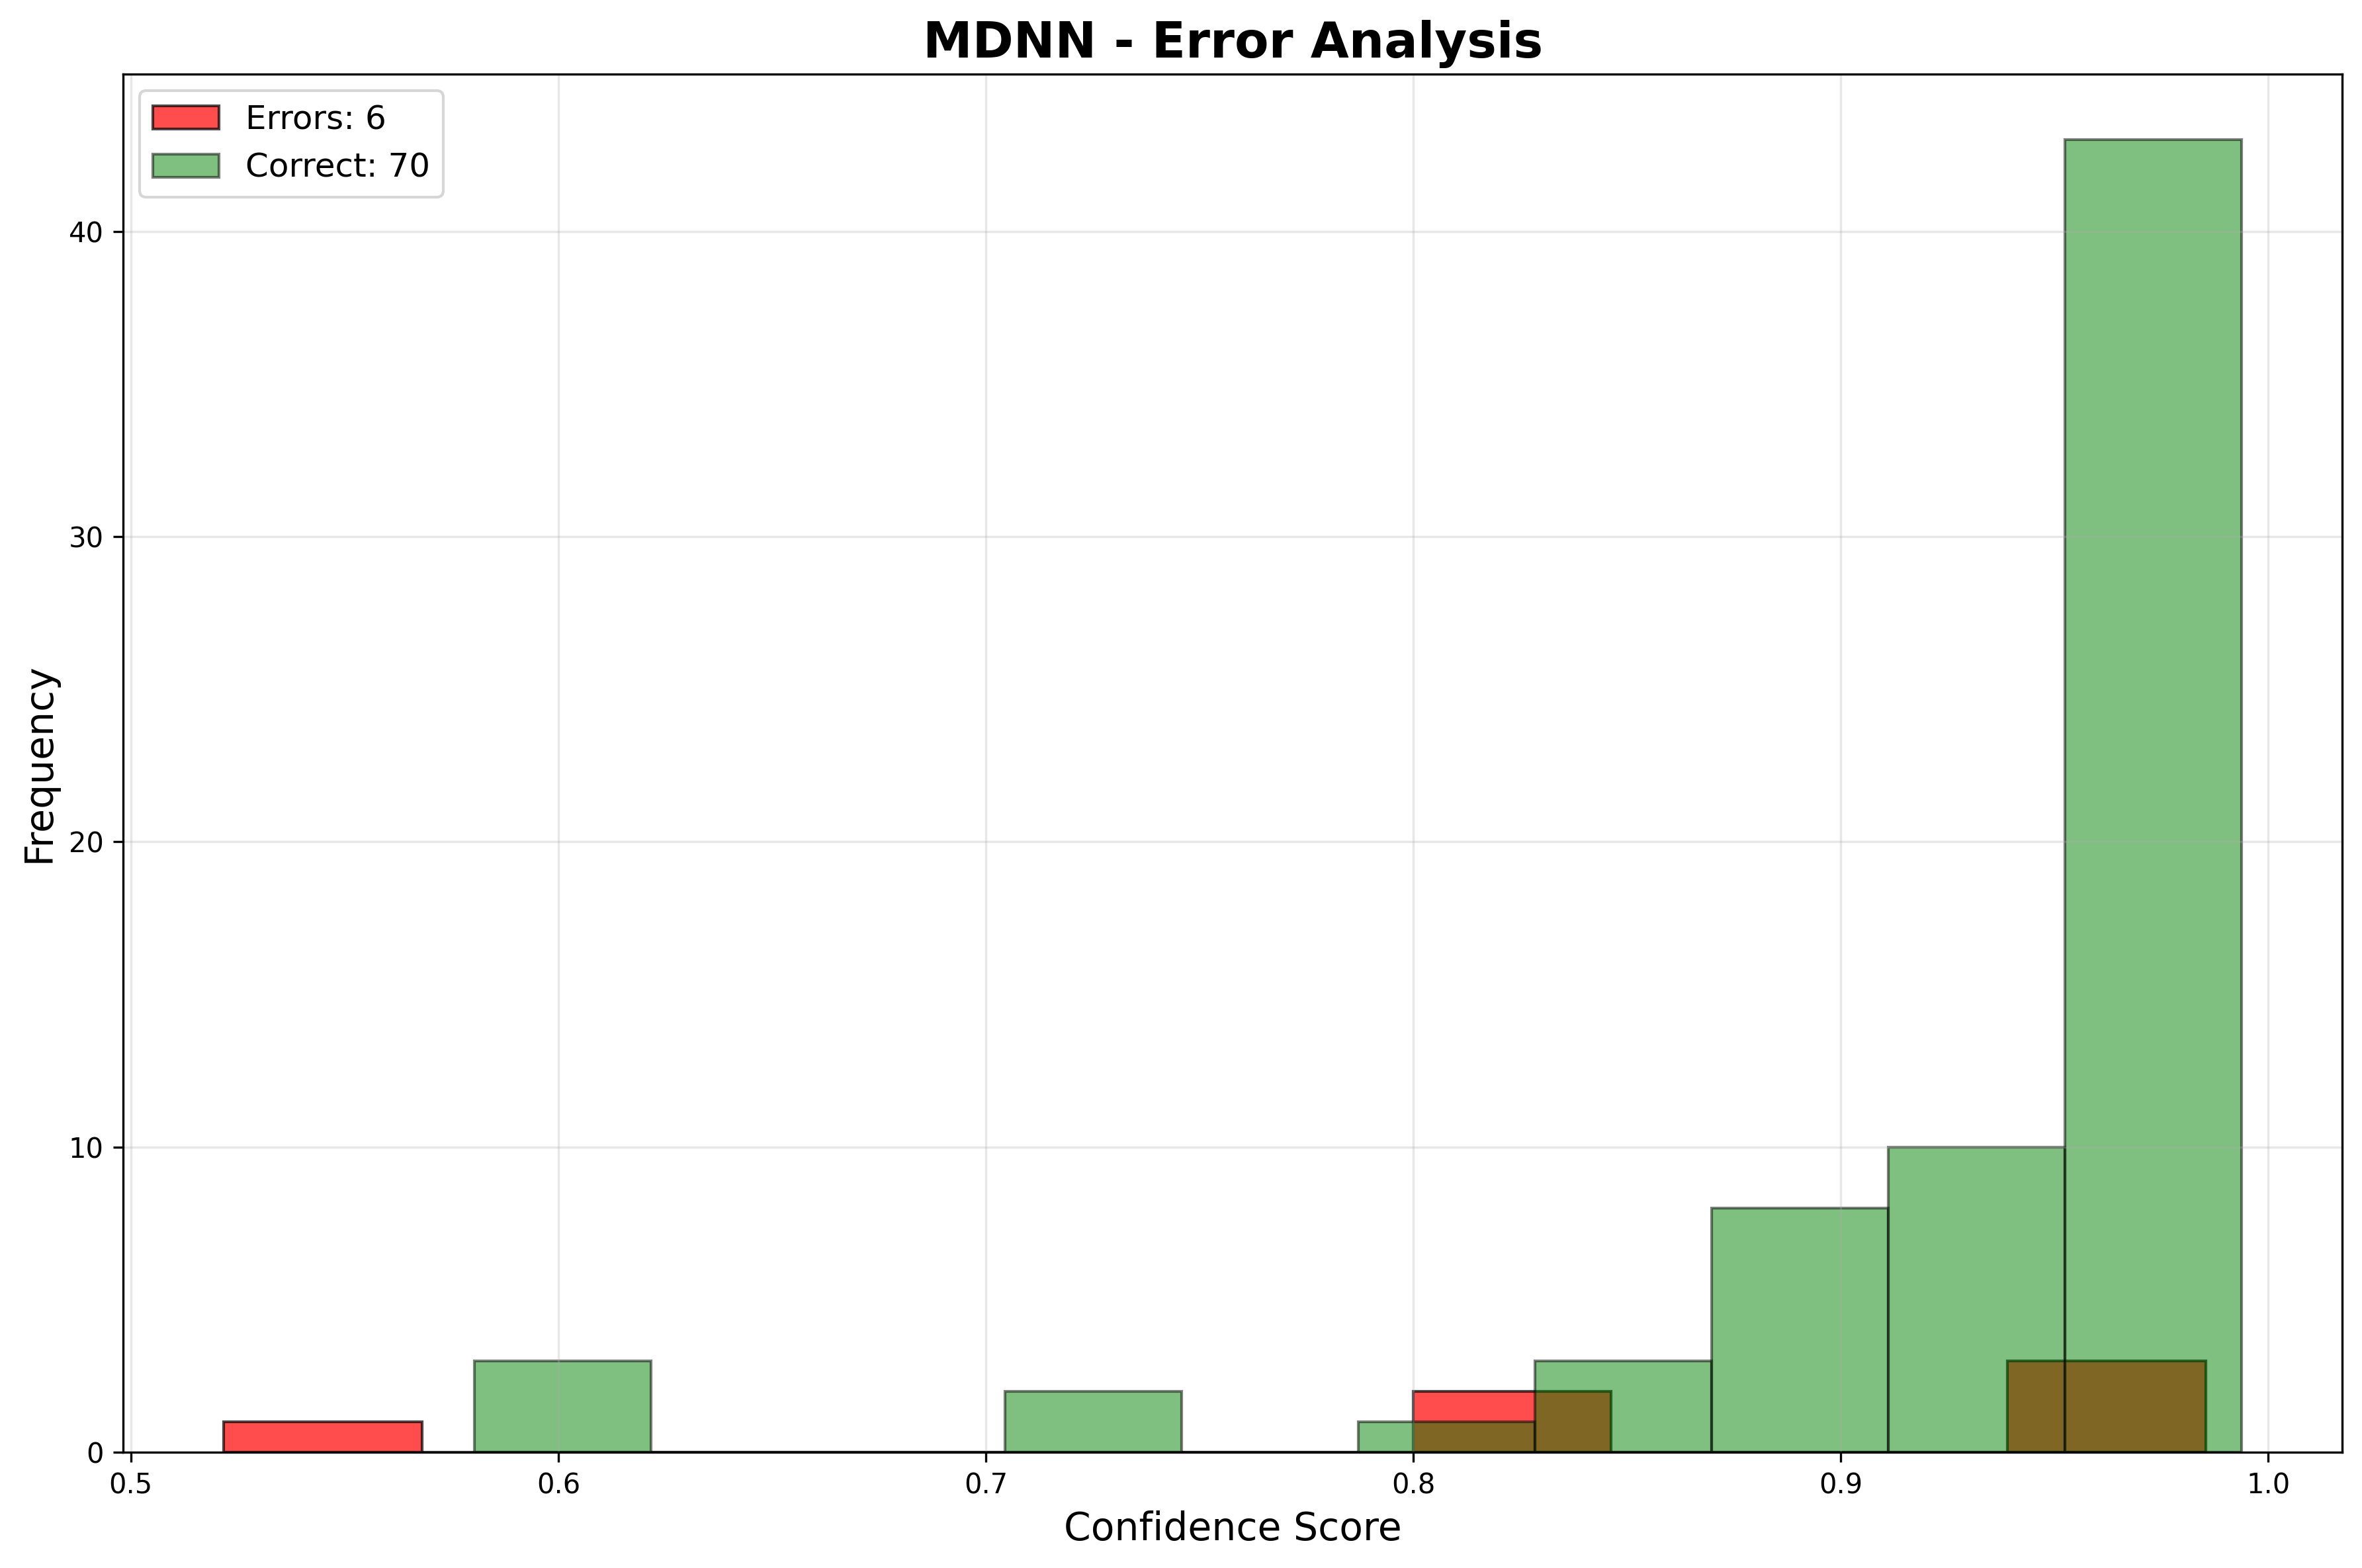 MDNN - Error Analysis
Errors: 6
Correct: 70
Frequency
40
30
20
10
0
0.5 0.6 0.7 0.8 0.9 1.0
Confidence Score